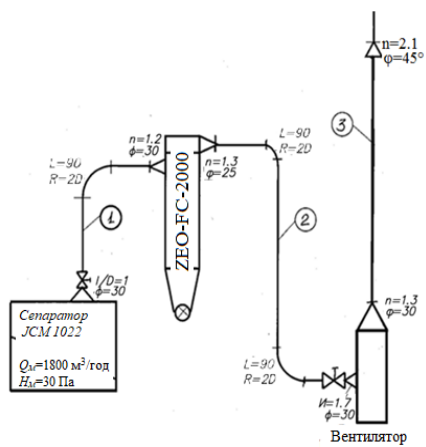 n=2.1
φ=45°
3
n=1.2
ϕ=30
L=90
R=2D
L=90
R=2D
n=1.3
ϕ=25
ZEO-FC-2000
1
2
l/D=1
ϕ=30
n=1.3
ϕ=30
Сепаратор
JCM 1022
Qм=1800 м³/год
Hм=30 Па
L=90
R=2D
И=1.7
ϕ=30
Вентилятор